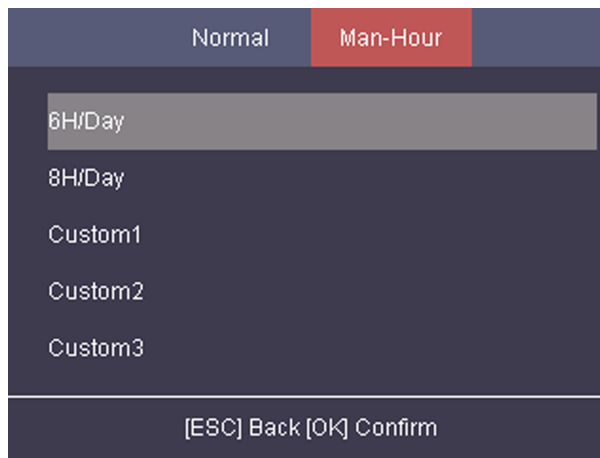 Normal Man-Hour
6H/Day
8H/Day
Custom1
Custom2
Custom3
[ESC] Back [OK] Confirm